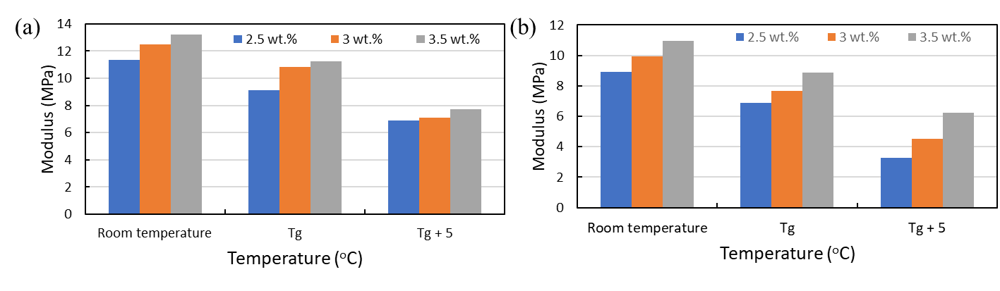 (a)
14
12
10
8
6
4
2
0
Modulus (MPa)
2.5 wt.% 3 wt.% 3.5 wt.%
Room temperature Tg Tg + 5
Temperature (°C)
(b)
12
10
8
6
4
2
0
Modulus (MPa)
2.5 wt.% 3 wt.% 3.5 wt.%
Room temperature Tg Tg + 5
Temperature (°C)